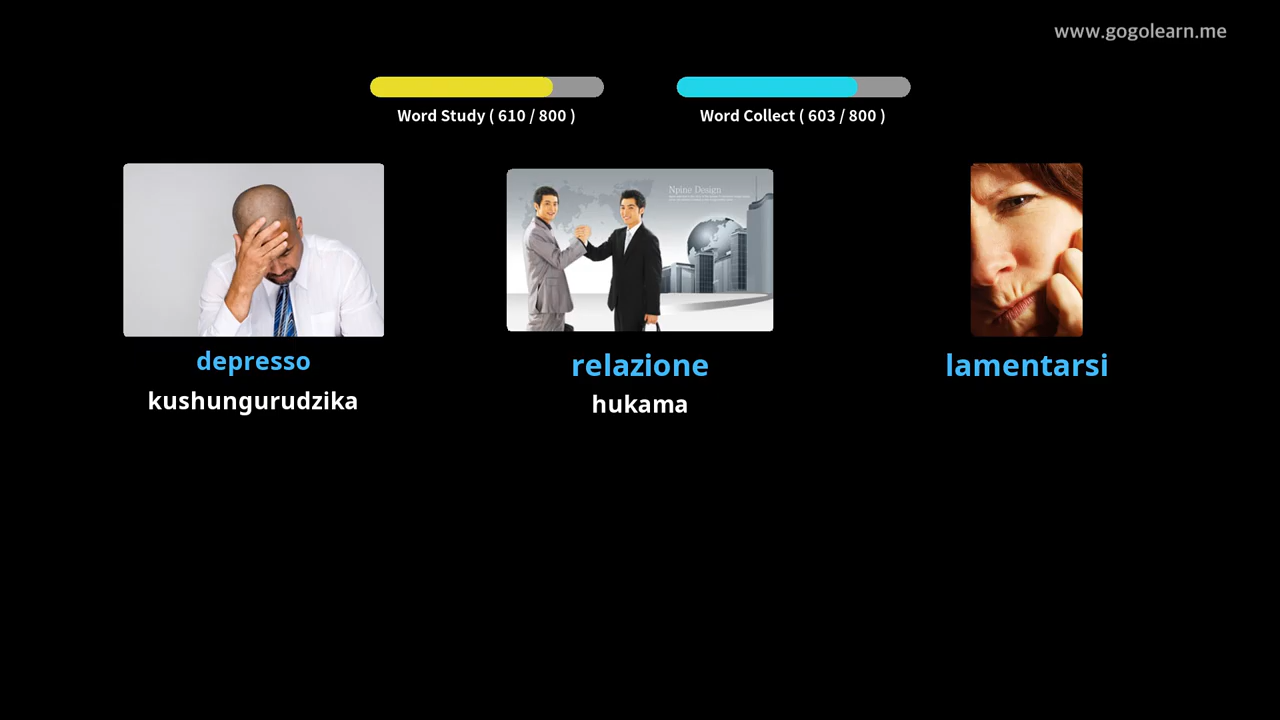 www.gogolearn.me
Word Study ( 610 / 800 )
Word Collect ( 603 / 800 )
Npine Design
depresso
relazione
lamentarsi
kushungurudzika
hukama